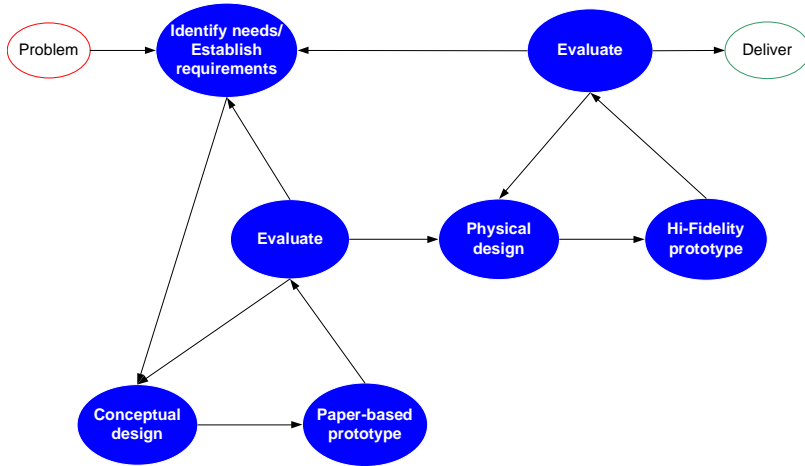 Problem
Identify needs/
Establish
requirements
Evaluate
Deliver
Evaluate
Physical
design
Hi-Fidelity
prototype
Conceptual
design
Paper-based
prototype